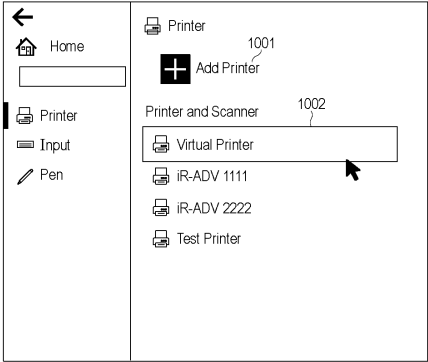 Home
Printer
Input
Pen
Printer
1001
Add Printer
Printer and Scanner
1002
Virtual Printer
iR-ADV 1111
iR-ADV 2222
Test Printer